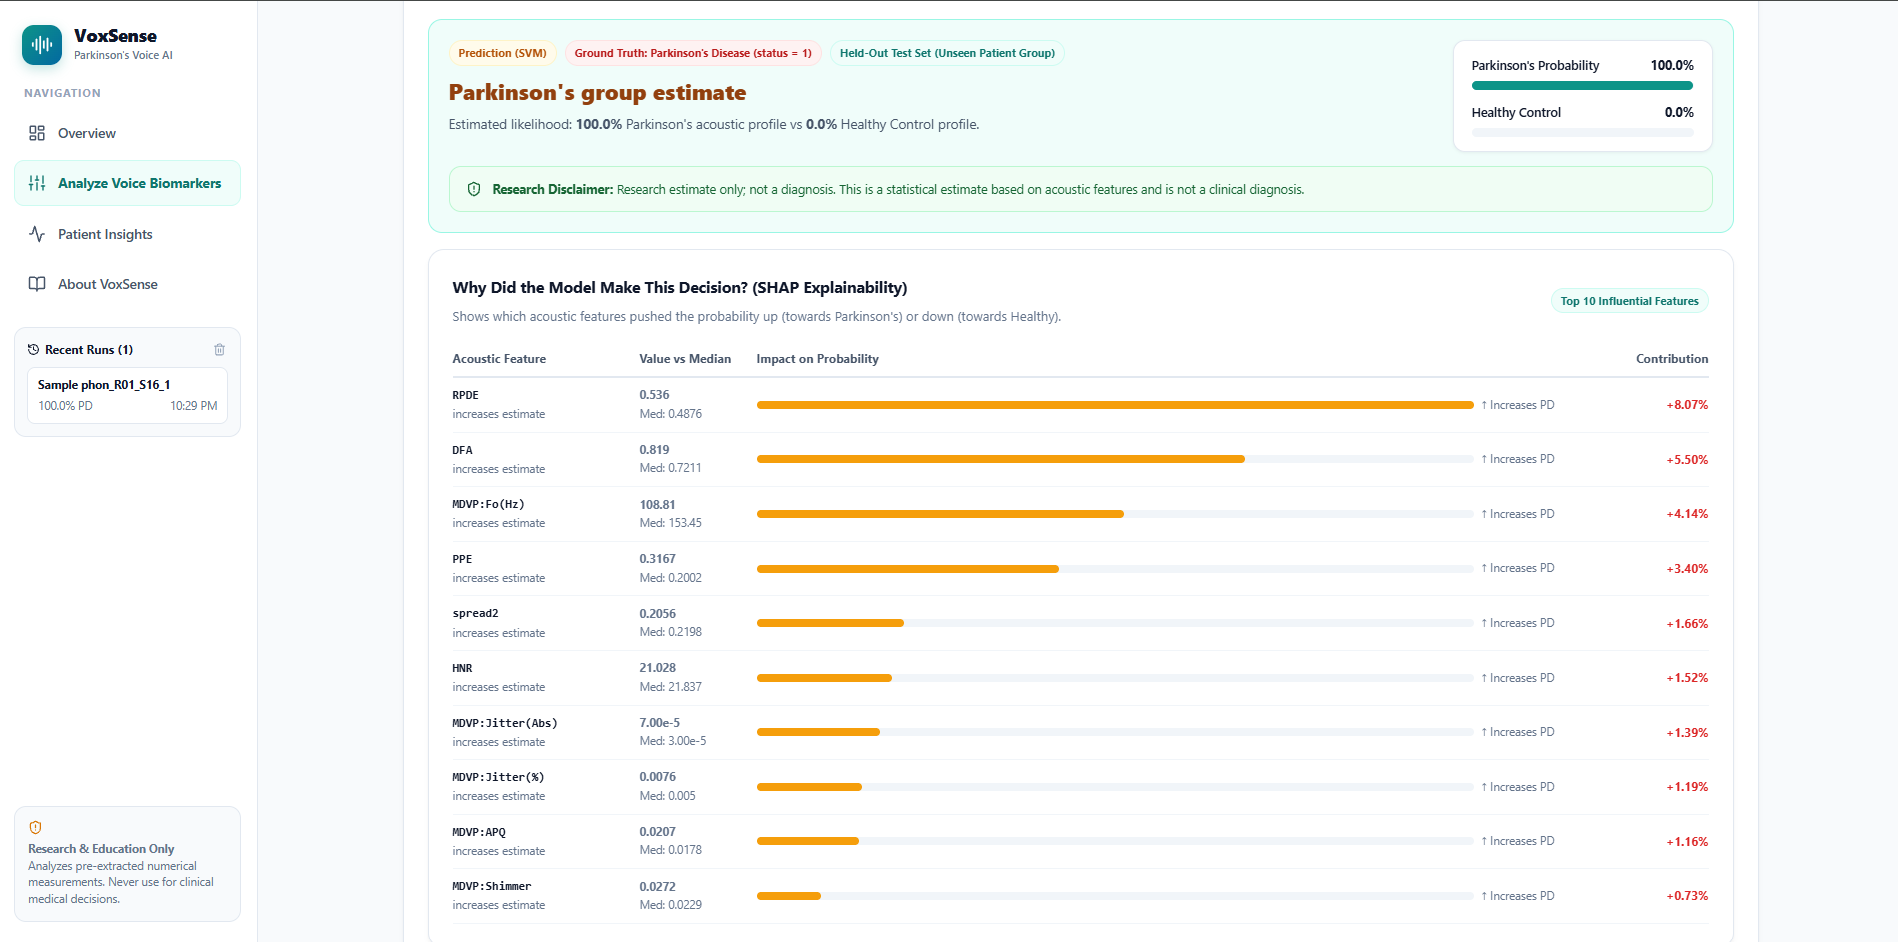 VoxSense
Parkinson's Voice AI
NAVIGATION
Overview
Analyze Voice Biomarkers
Patient Insights
About VoxSense
Recent Runs (1)
Sample phon_R01_S16_1
100.0% PD 10:29 PM
Research & Education Only
Analyzes pre-extracted numerical
measurements. Never use for clinical
medical decisions.
Prediction (SVM) Ground Truth: Parkinson's Disease (status = 1) Held-Out Test Set (Unseen Patient Group)
Parkinson's group estimate
Estimated likelihood: 100.0% Parkinson's acoustic profile vs 0.0% Healthy Control profile.
Parkinson's Probability 100.0%
Healthy Control 0.0%
Research Disclaimer: Research estimate only; not a diagnosis. This is a statistical estimate based on acoustic features and is not a clinical diagnosis.
Why Did the Model Make This Decision? (SHAP Explainability)
Shows which acoustic features pushed the probability up (towards Parkinson's) or down (towards Healthy).
Top 10 Influential Features
Acoustic Feature Value vs Median Impact on Probability Contribution
RPDE 0.536
increases estimate Med: 0.4876
↑ Increases PD +8.07%
DFA 0.819
increases estimate Med: 0.7211
↑ Increases PD +5.50%
MDVP:Fo(Hz) 108.81
increases estimate Med: 153.45
↑ Increases PD +4.14%
PPE 0.3167
increases estimate Med: 0.2002
↑ Increases PD +3.40%
spread2 0.2056
increases estimate Med: 0.2198
↑ Increases PD +1.66%
HNR 21.028
increases estimate Med: 21.837
↑ Increases PD +1.52%
MDVP:Jitter(Abs) 7.00e-5
increases estimate Med: 3.00e-5
↑ Increases PD +1.39%
MDVP:Jitter(%) 0.0076
increases estimate Med: 0.005
↑ Increases PD +1.19%
MDVP:APQ 0.0207
increases estimate Med: 0.0178
↑ Increases PD +1.16%
MDVP:Shimmer 0.0272
increases estimate Med: 0.0229
↑ Increases PD +0.73%